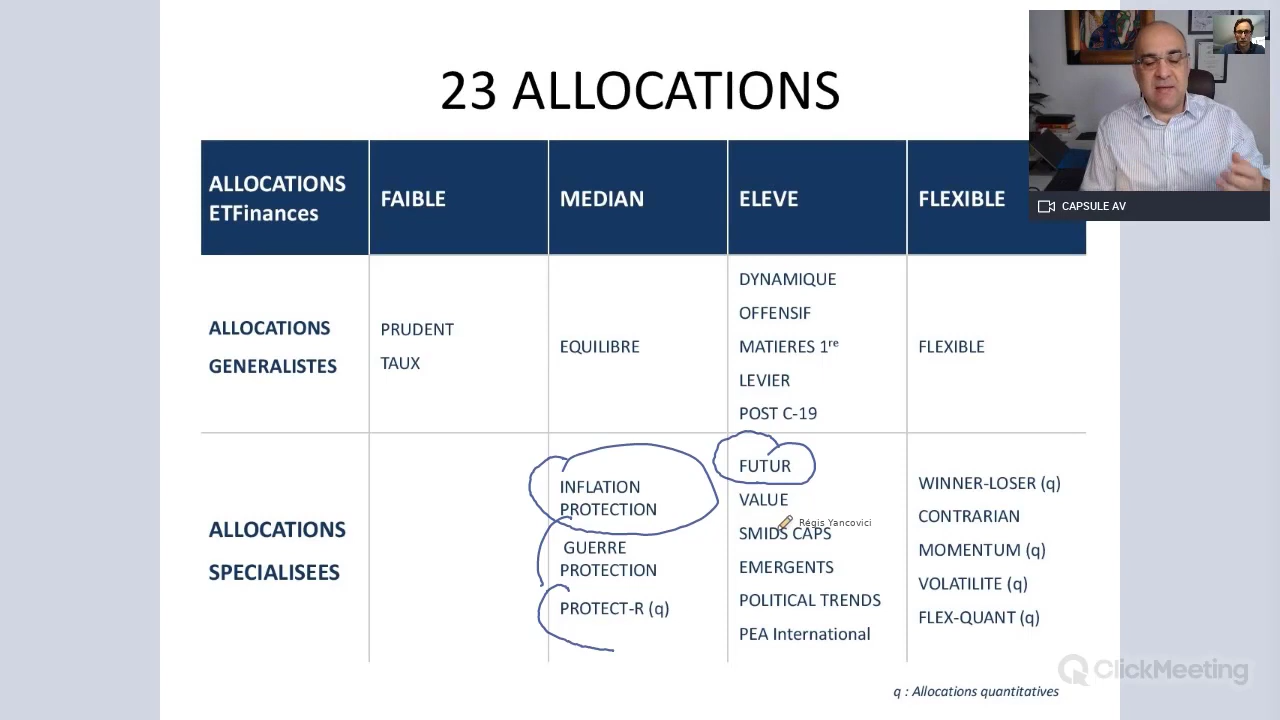 23 ALLOCATIONS
ALLOCATIONS
ETFinances
FAIBLE
MEDIAN
ELEVE
FLEXIBLE
CAPSULE AV
ALLOCATIONS
GENERALISTES
PRUDENT
TAUX
EQUILIBRE
DYNAMIQUE
OFFENSIF
MATIERES 1re
LEVIER
POST C-19
FLEXIBLE
ALLOCATIONS
SPECIALISEES
INFLATION
PROTECTION
GUERRE
PROTECTION
PROTECT-R (q)
FUTUR
VALUE
Régis Yancovici
SMIDS CAPS
EMERGENTS
POLITICAL TRENDS
PEA International
WINNER-LOSER (q)
CONTRARIAN
MOMENTUM (q)
VOLATILITE (q)
FLEX-QUANT (q)
ClickMeeting
q : Allocations quantitatives